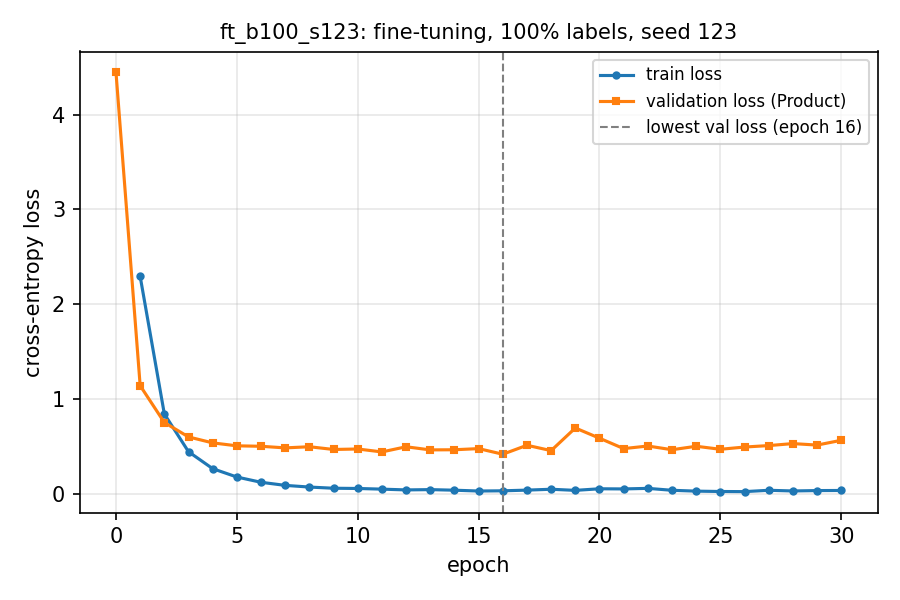 ft_b100_s123: fine-tuning, 100% labels, seed 123
train loss
validation loss (Product)
lowest val loss (epoch 16)
cross-entropy loss
4
3
2
1
0
0 5 10 15 20 25 30
epoch